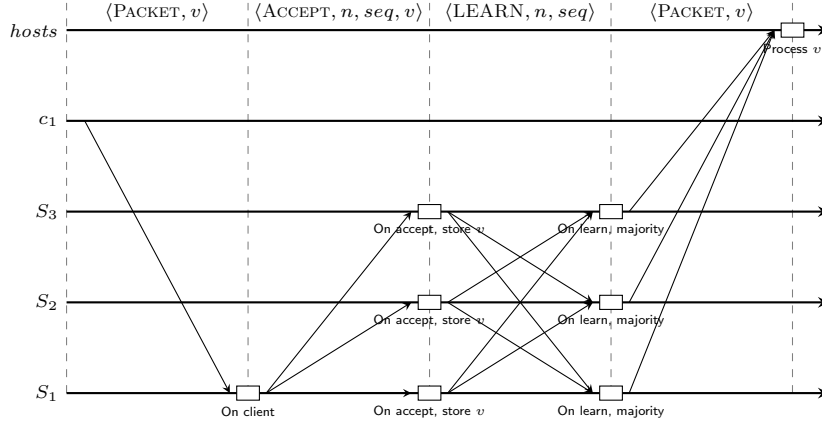 ⟨PACKET, v⟩ ⟨ACCEPT, n, seq, v⟩ ⟨LEARN, n, seq⟩ ⟨PACKET, v⟩
hosts
Process v
c₁
S₃
On accept, store v On learn, majority
S₂
On accept, store v On learn, majority
S₁
On client On accept, store v On learn, majority